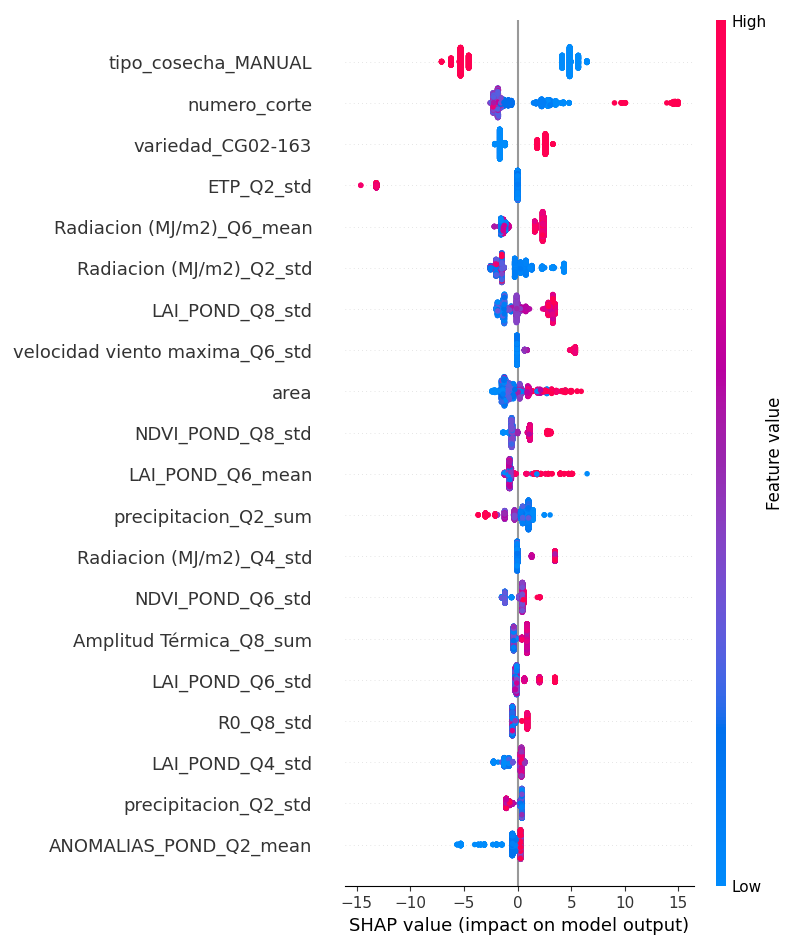 High
tipo_cosecha_MANUAL
numero_corte
variedad_CG02-163
ETP_Q2_std
Radiacion (MJ/m2)_Q6_mean
Radiacion (MJ/m2)_Q2_std
LAI_POND_Q8_std
velocidad viento maxima_Q6_std
area
NDVI_POND_Q8_std
LAI_POND_Q6_mean
precipitacion_Q2_sum
Radiacion (MJ/m2)_Q4_std
NDVI_POND_Q6_std
Amplitud Térmica_Q8_sum
LAI_POND_Q6_std
R0_Q8_std
LAI_POND_Q4_std
precipitacion_Q2_std
ANOMALIAS_POND_Q2_mean
Feature value
Low
−15 −10 −5 0 5 10 15
SHAP value (impact on model output)